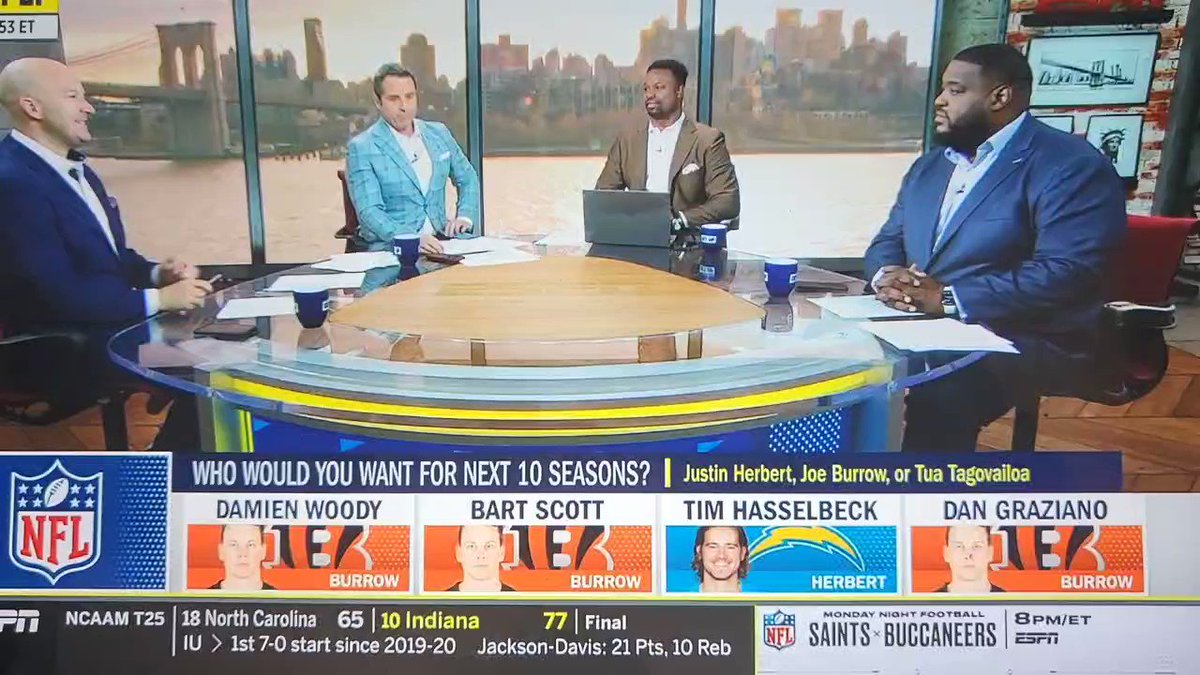 53 ET
WHO WOULD YOU WANT FOR NEXT 10 SEASONS? | Justin Herbert, Joe Burrow, or Tua Tagovailoa
NFL
DAMIEN WOODY
BURROW
BART SCOTT
BURROW
TIM HASSELBECK
HERBERT
DAN GRAZIANO
BURROW
NCAAM T25
18 North Carolina 65 | 10 Indiana 77 | Final
IU > 1st 7-0 start since 2019-20 Jackson-Davis: 21 Pts, 10 Reb
NFL
MONDAY NIGHT FOOTBALL
SAINTS x BUCCANEERS
8PM/ET
ESPN